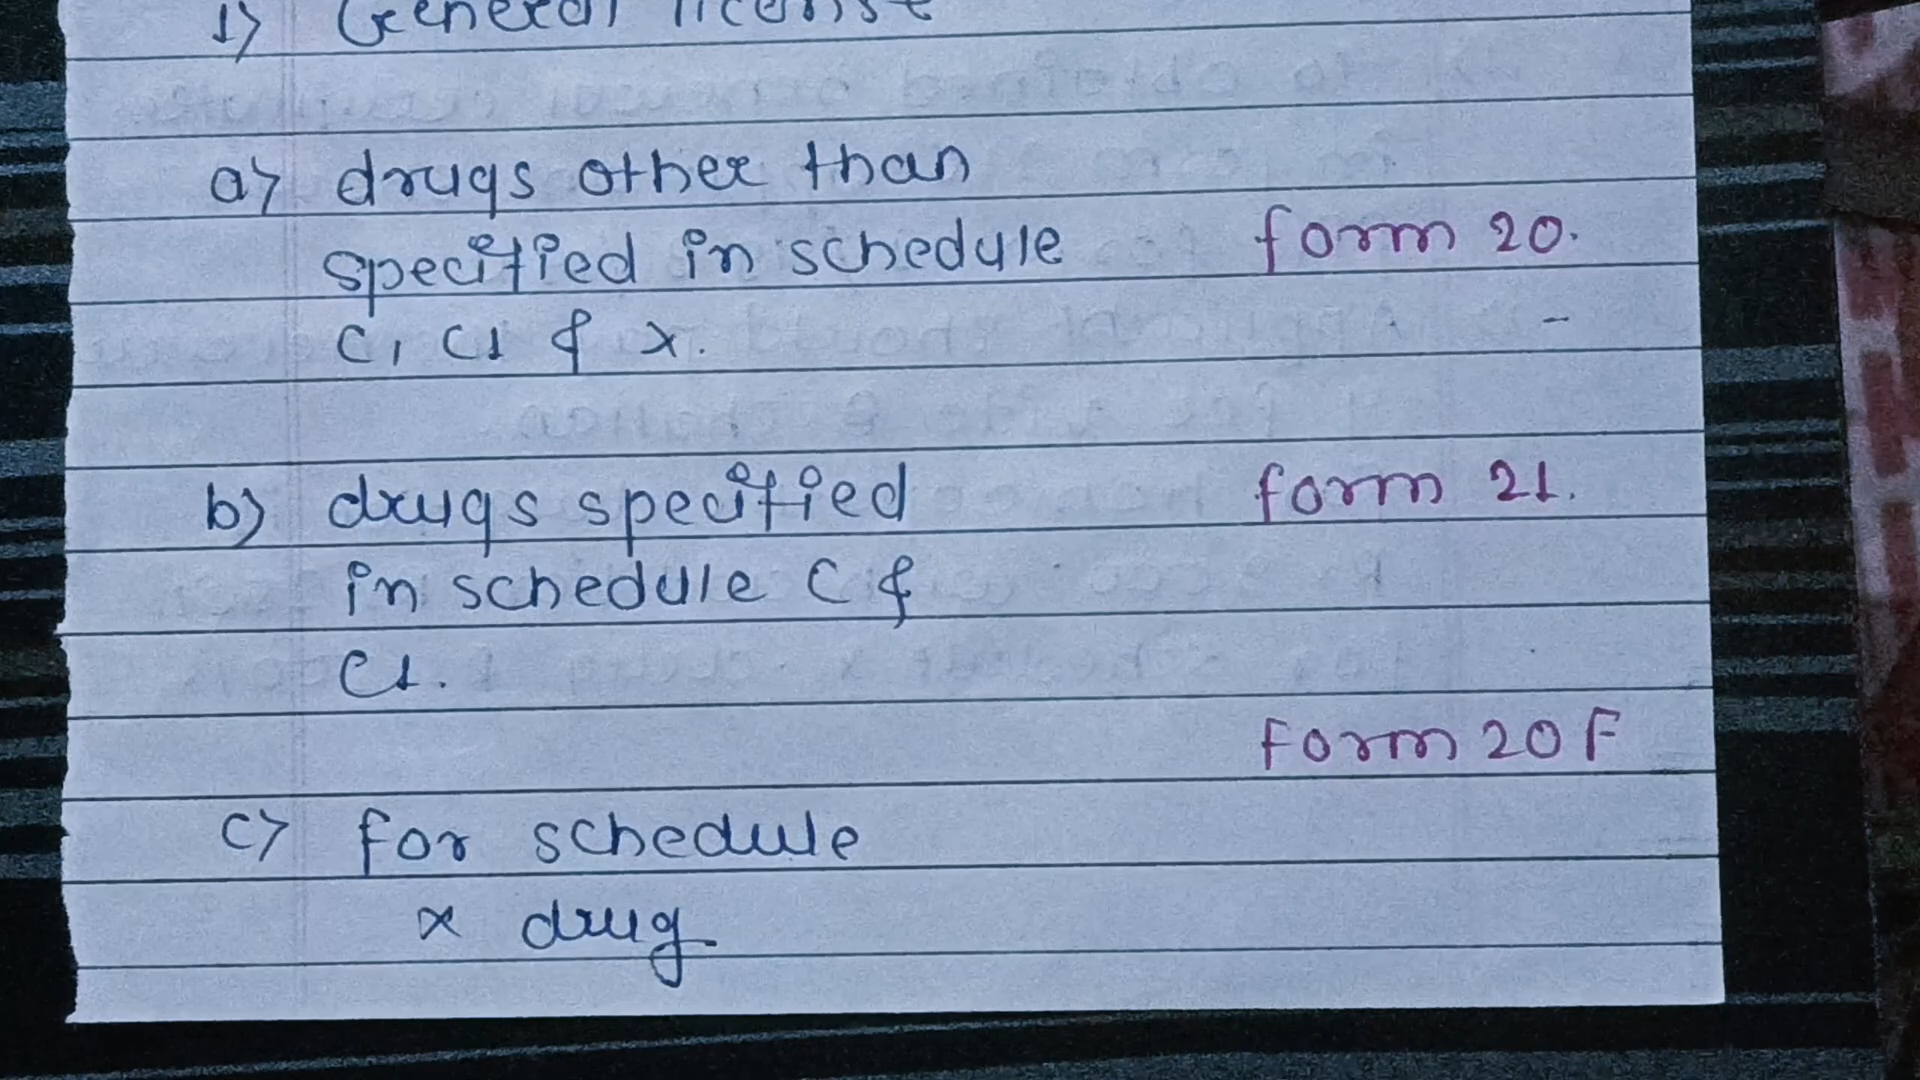 1) General license
a) drugs other than
specified in schedule form 20.
C, C1 & x.
b) drugs specified form 21.
in schedule C &
C1.
form 20 F
c) for schedule
x drug